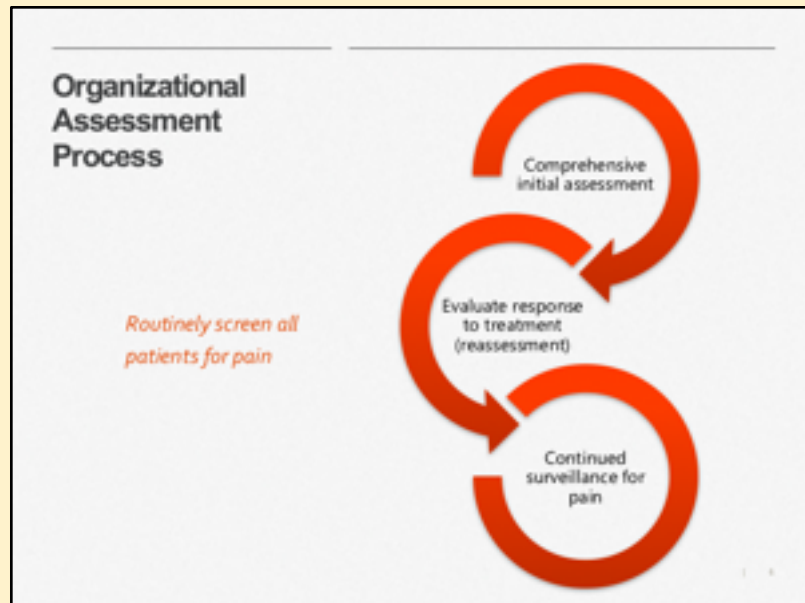 Organizational
Assessment
Process
Routinely screen all
patients for pain
Comprehensive
initial assessment
Evaluate response
to treatment
(reassessment)
Continued
surveillance for
pain